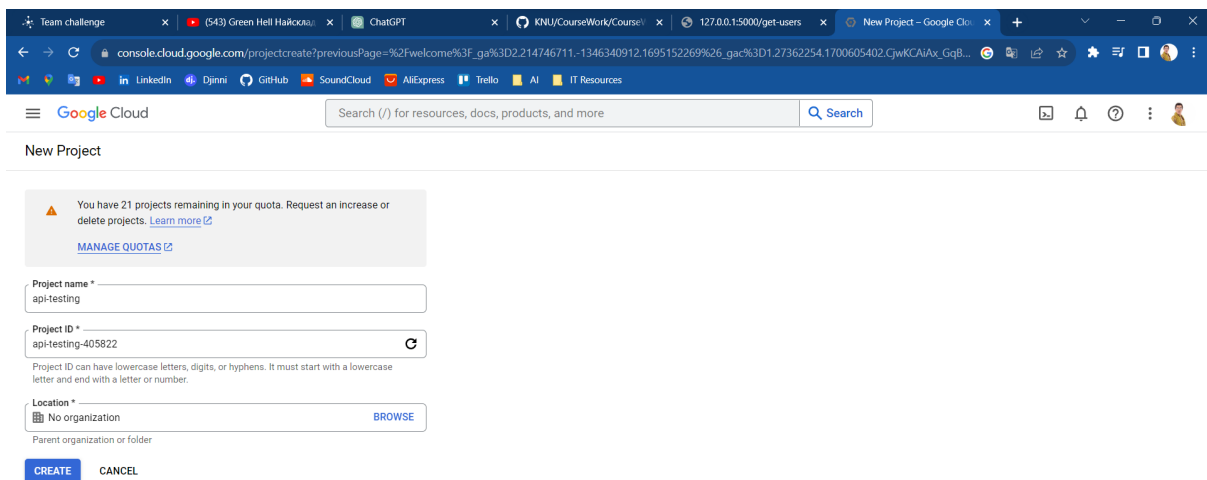 Team challenge
(543) Green Hell Найсклад
ChatGPT
KNU/CourseWork/CourseW
127.0.0.1:5000/get-users
New Project – Google Clou
console.cloud.google.com/projectcreate?previousPage=%2Fwelcome%3F_ga%3D2.214746711.-1346340912.1695152269%26_gac%3D1.27362254.1700605402.CjwKCAiAx_GqB...
LinkedIn
Djinni
GitHub
SoundCloud
AliExpress
Trello
AI
IT Resources
Google Cloud
Search (/) for resources, docs, products, and more
Search
New Project
You have 21 projects remaining in your quota. Request an increase or
delete projects. Learn more
MANAGE QUOTAS
Project name *
api-testing
Project ID *
api-testing-405822
Project ID can have lowercase letters, digits, or hyphens. It must start with a lowercase
letter and end with a letter or number.
Location *
No organization
BROWSE
Parent organization or folder
CREATE
CANCEL